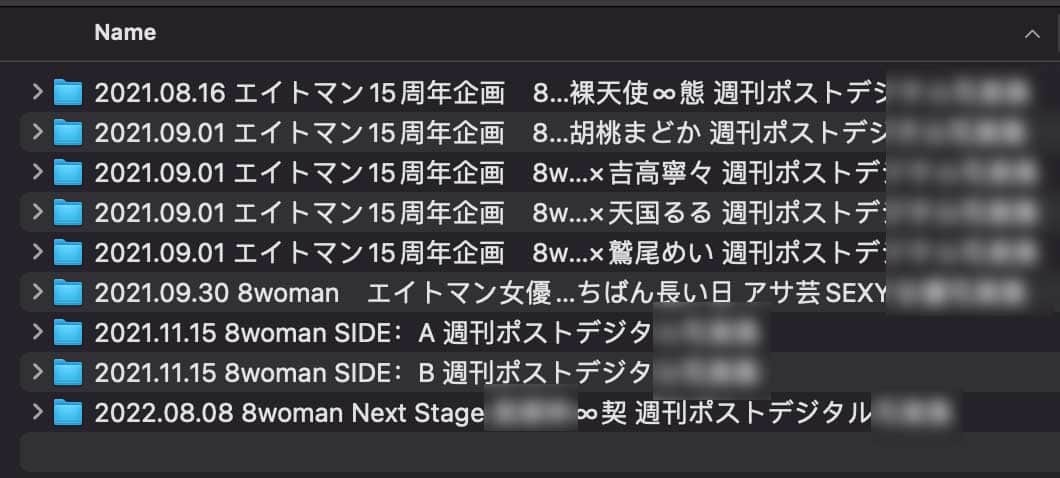 Name
2021.08.16 エイトマン15周年企画　8...裸天使∞態 週刊ポストデジ
2021.09.01 エイトマン15周年企画　8...胡桃まどか 週刊ポストデジ
2021.09.01 エイトマン15周年企画　8w...×吉高寧々 週刊ポストデ
2021.09.01 エイトマン15周年企画　8w...×天国るる 週刊ポストデ
2021.09.01 エイトマン15周年企画　8w...×鷲尾めい 週刊ポストデ
2021.09.30 8woman　エイトマン女優...ちばん長い日 アサ芸SEXY
2021.11.15 8woman SIDE：A 週刊ポストデジタ
2021.11.15 8woman SIDE：B 週刊ポストデジタ
2022.08.08 8woman Next Stage ∞契 週刊ポストデジタル